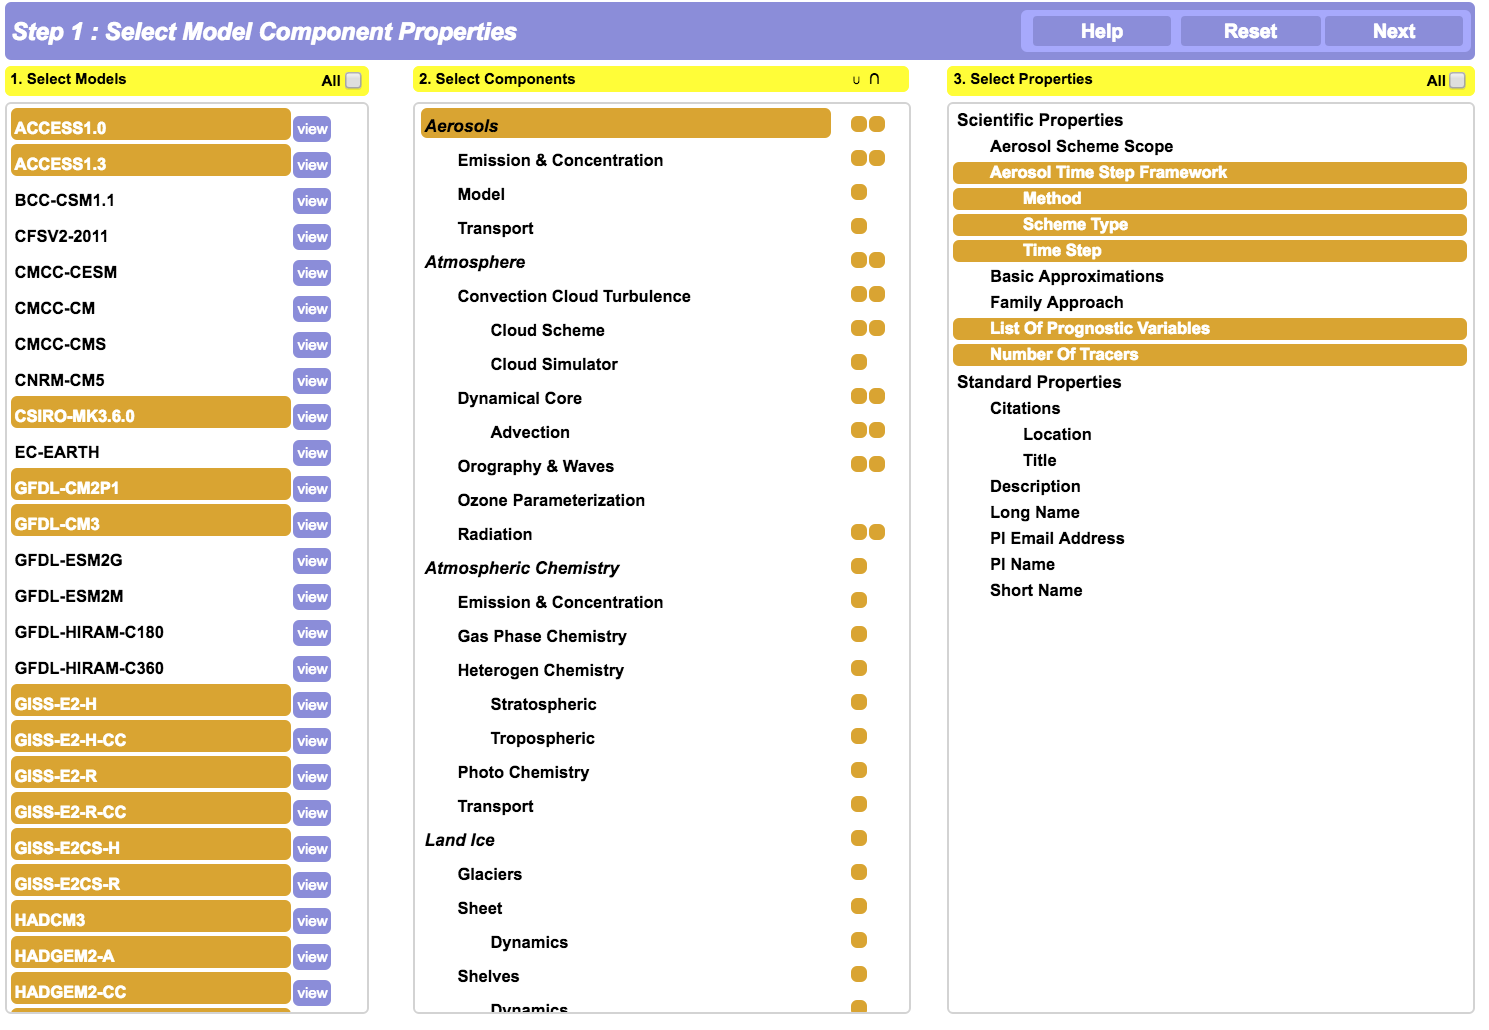 Step 1 : Select Model Component Properties
Help
Reset
Next
1. Select Models
All
ACCESS1.0 view
ACCESS1.3 view
BCC-CSM1.1 view
CFSV2-2011 view
CMCC-CESM view
CMCC-CM view
CMCC-CMS view
CNRM-CM5 view
CSIRO-MK3.6.0 view
EC-EARTH view
GFDL-CM2P1 view
GFDL-CM3 view
GFDL-ESM2G view
GFDL-ESM2M view
GFDL-HIRAM-C180 view
GFDL-HIRAM-C360 view
GISS-E2-H view
GISS-E2-H-CC view
GISS-E2-R view
GISS-E2-R-CC view
GISS-E2CS-H view
GISS-E2CS-R view
HADCM3 view
HADGEM2-A view
HADGEM2-CC view
2. Select Components
∪ ∩
Aerosols
Emission & Concentration
Model
Transport
Atmosphere
Convection Cloud Turbulence
Cloud Scheme
Cloud Simulator
Dynamical Core
Advection
Orography & Waves
Ozone Parameterization
Radiation
Atmospheric Chemistry
Emission & Concentration
Gas Phase Chemistry
Heterogen Chemistry
Stratospheric
Tropospheric
Photo Chemistry
Transport
Land Ice
Glaciers
Sheet
Dynamics
Shelves
Dynamics
3. Select Properties
All
Scientific Properties
Aerosol Scheme Scope
Aerosol Time Step Framework
Method
Scheme Type
Time Step
Basic Approximations
Family Approach
List Of Prognostic Variables
Number Of Tracers
Standard Properties
Citations
Location
Title
Description
Long Name
PI Email Address
PI Name
Short Name